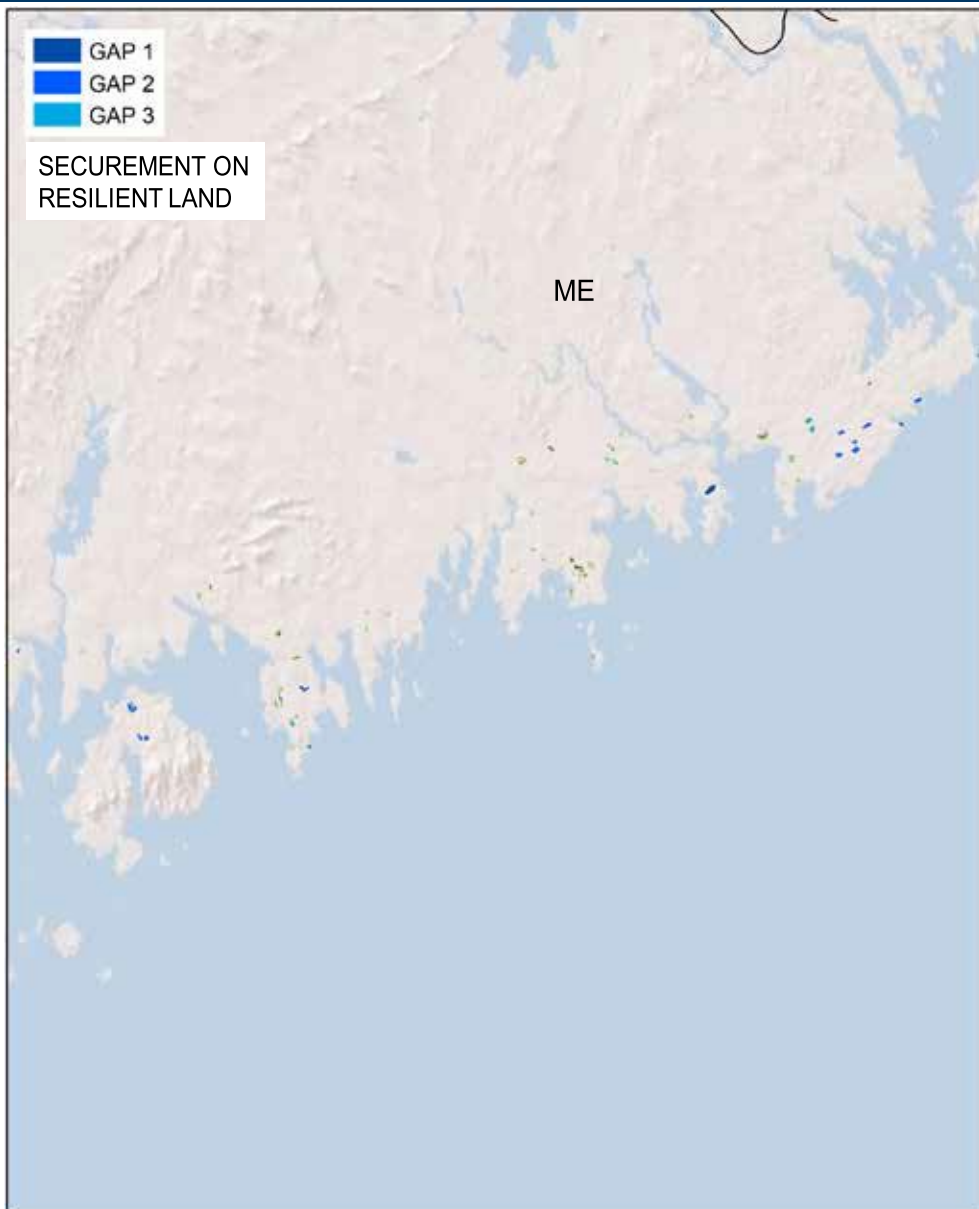 GAP 1
GAP 2
GAP 3
SECUREMENT ON
RESILIENT LAND
ME